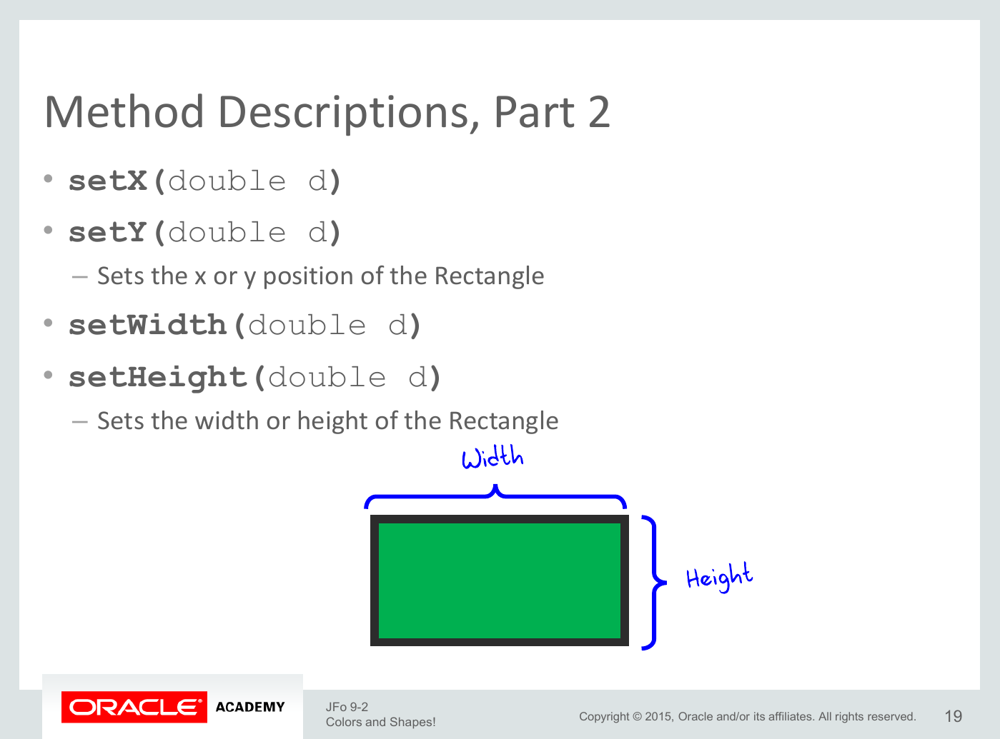 Method Descriptions, Part 2
• setX(double d)
• setY(double d)
– Sets the x or y position of the Rectangle
• setWidth(double d)
• setHeight(double d)
– Sets the width or height of the Rectangle
Width
Height
ORACLE® ACADEMY
JFo 9-2
Colors and Shapes!
Copyright © 2015, Oracle and/or its affiliates. All rights reserved.
19